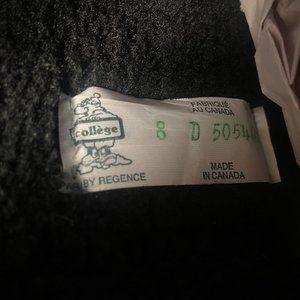 collège
FABRIQUÉ
AU CANADA
8 D 5054
BY REGENCE
MADE
IN CANADA